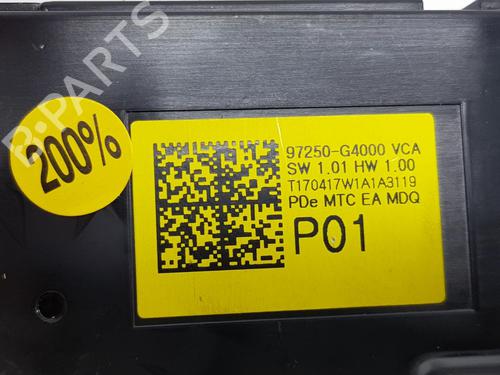 200%
B-PARTS
97250-G4000 VCA
SW 1.01 HW 1.00
T170417W1A1A3119
PDe MTC EA MDQ
P01